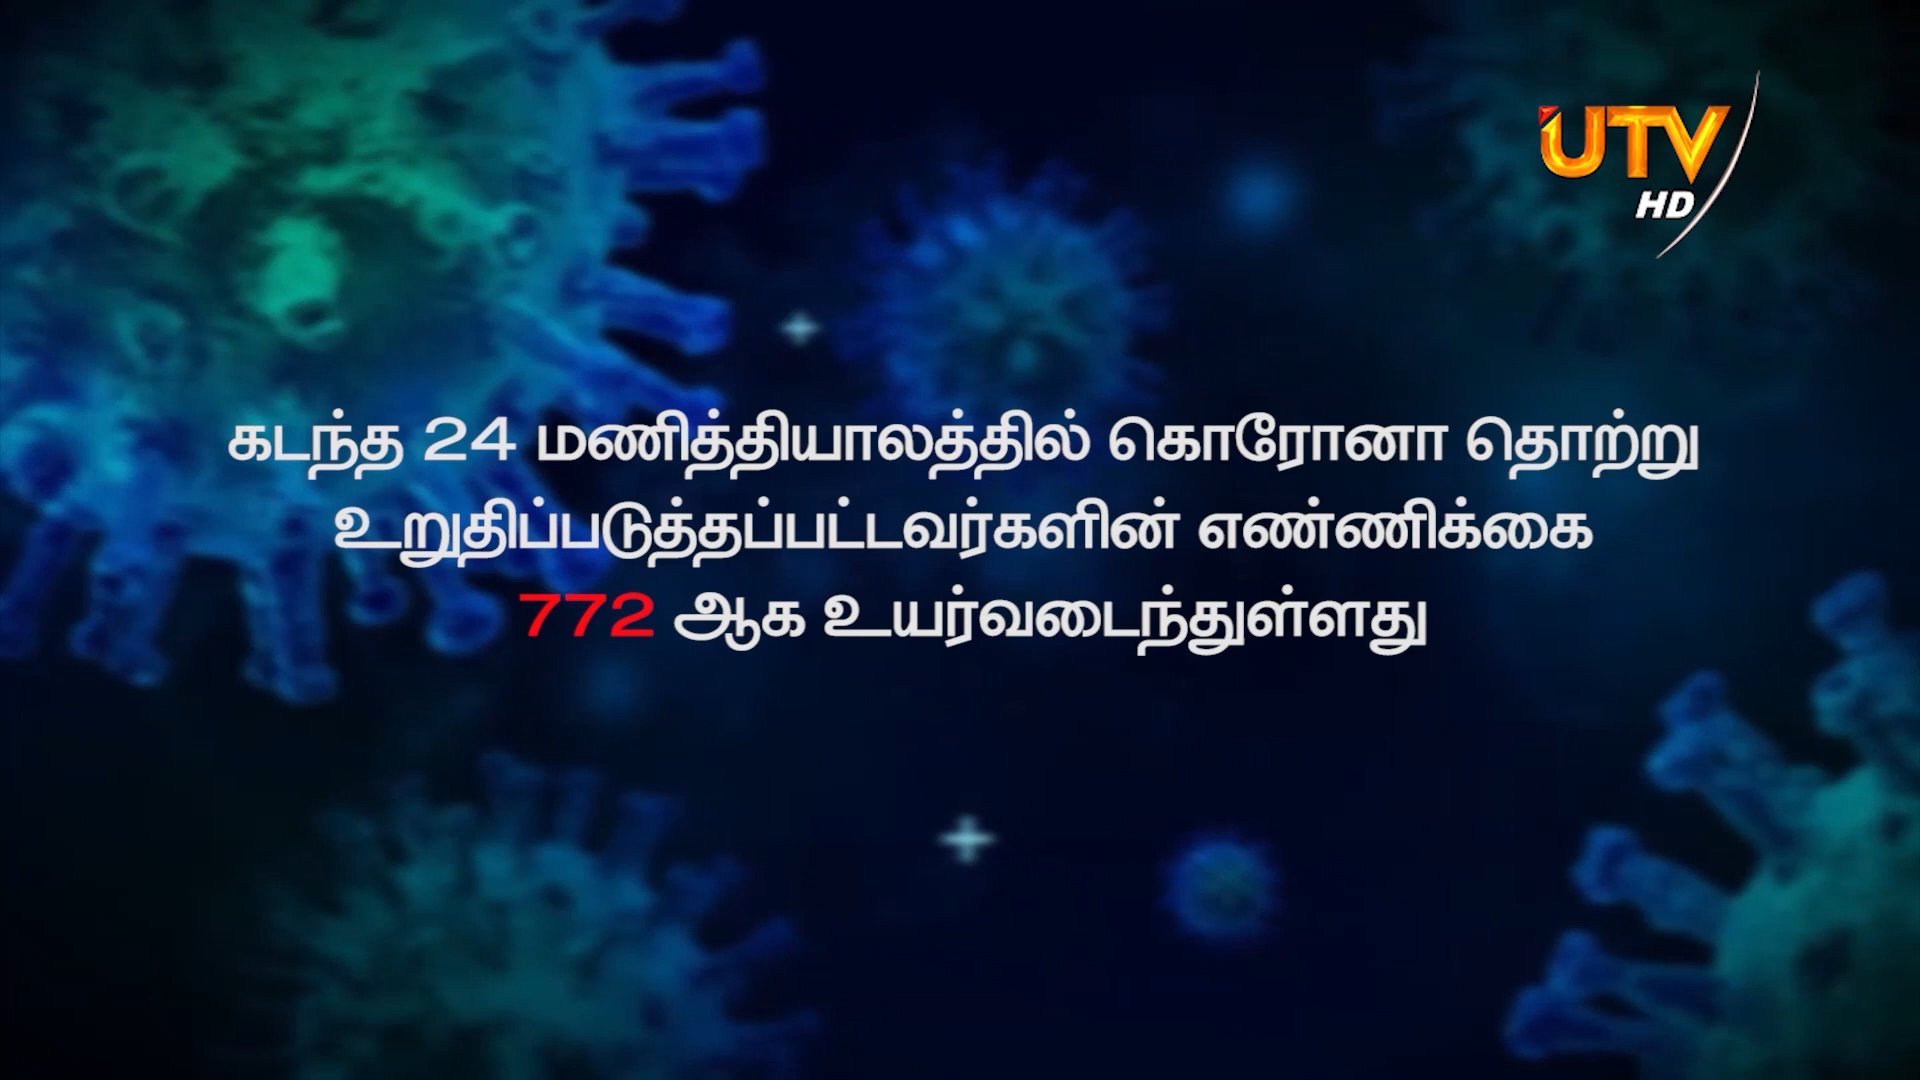 UTV
HD
கடந்த 24 மணித்தியாலத்தில் கொரோனா தொற்று
உறுதிப்படுத்தப்பட்டவர்களின் எண்ணிக்கை
772 ஆக உயர்வடைந்துள்ளது